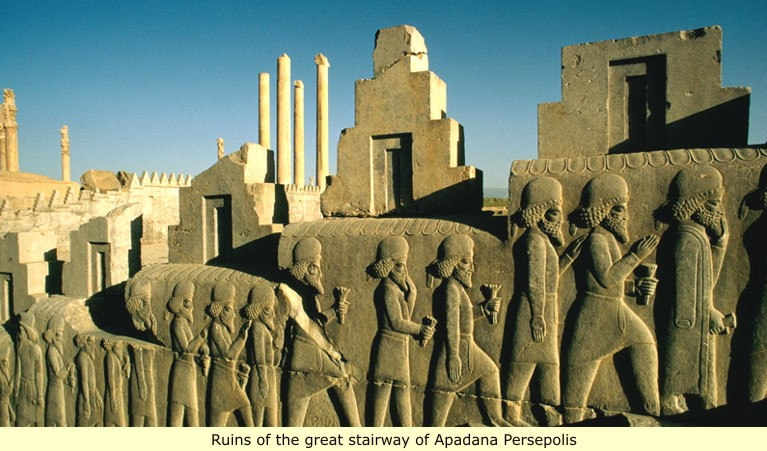 Ruins of the great stairway of Apadana Persepolis